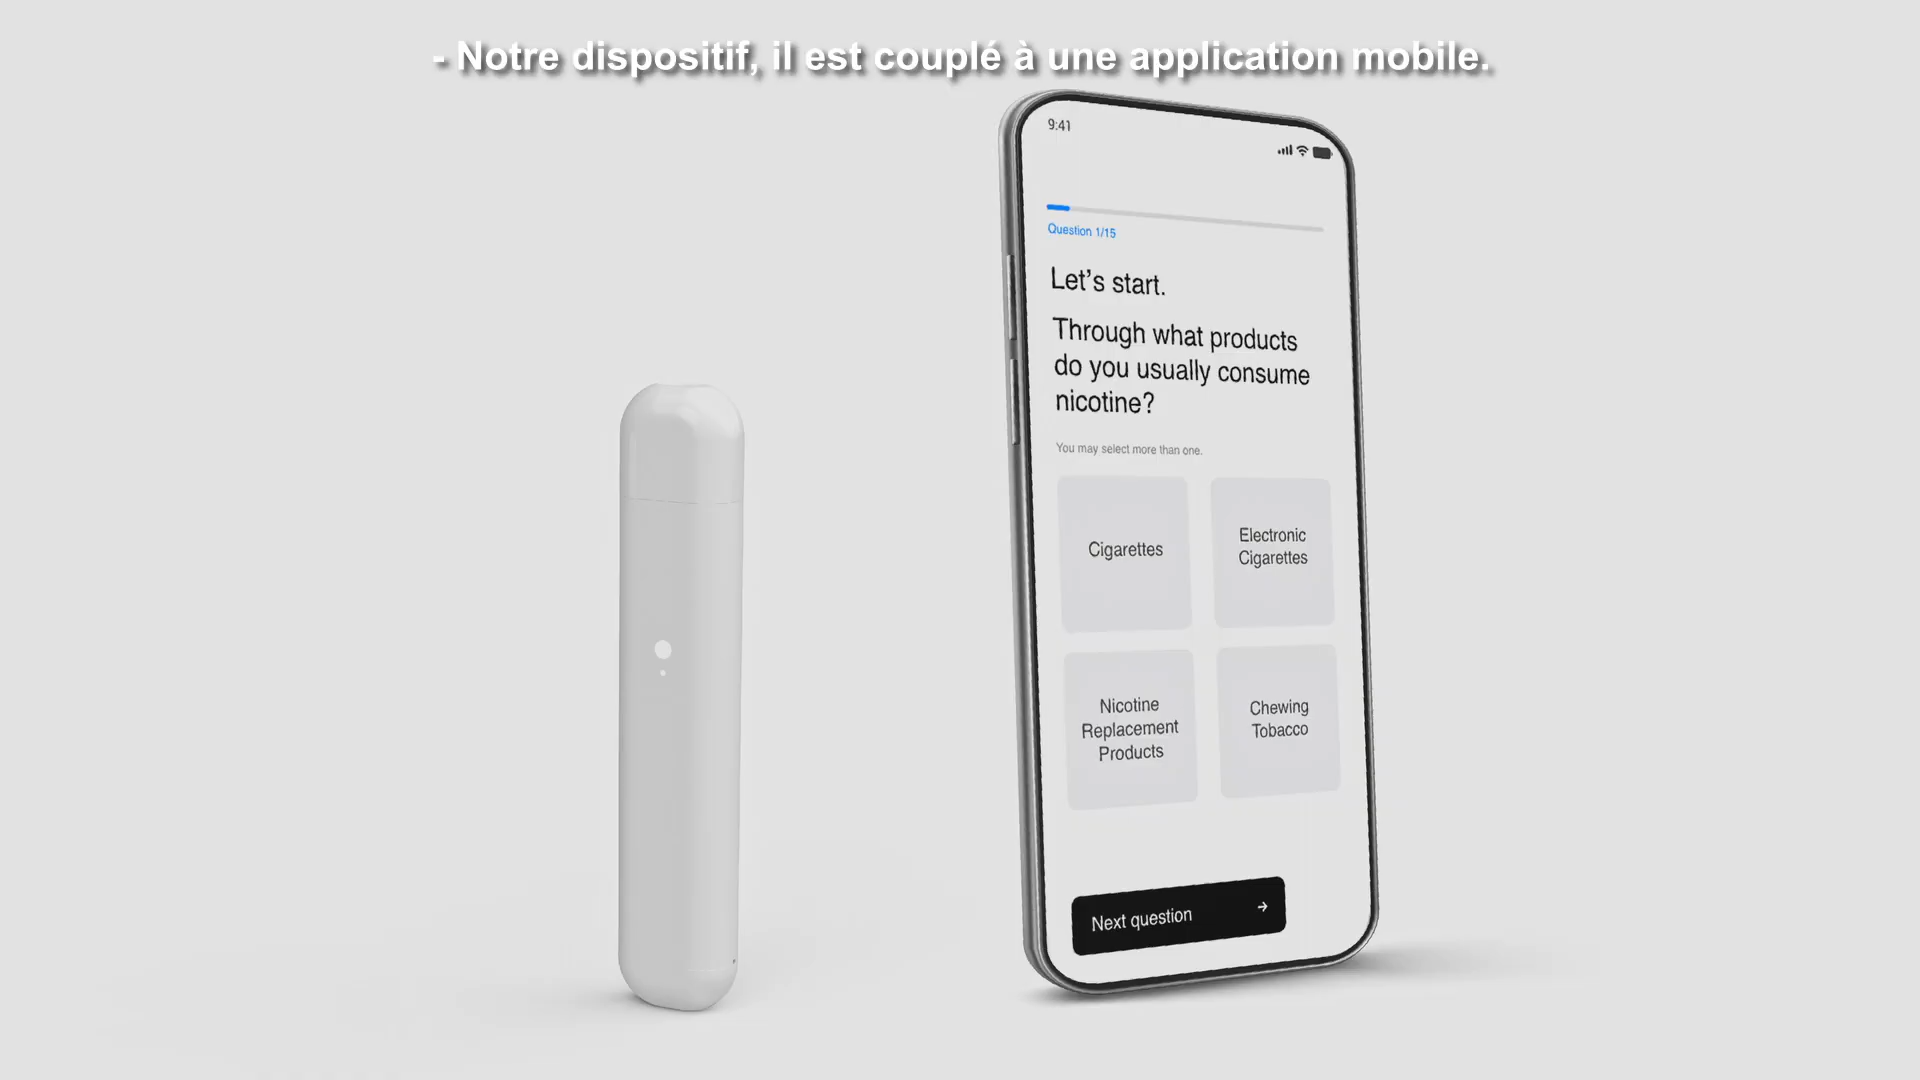 - Notre dispositif, il est couplé à une application mobile.
9:41
Question 1/15
Let's start.
Through what products
do you usually consume
nicotine?
You may select more than one.
Cigarettes
Electronic
Cigarettes
Nicotine
Replacement
Products
Chewing
Tobacco
Next question →